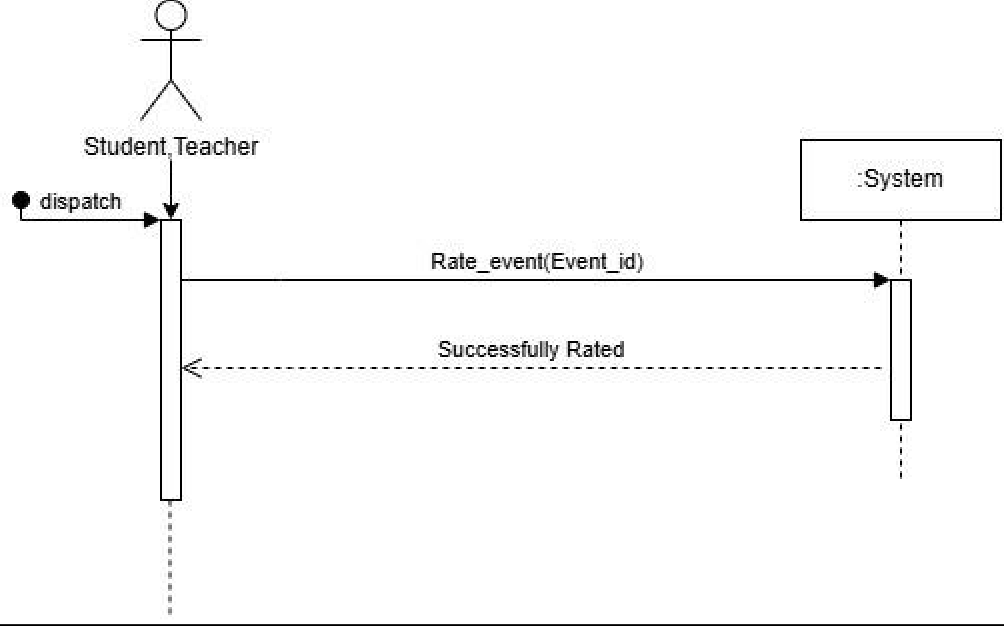 Student,Teacher
:System
dispatch
Rate_event(Event_id)
Successfully Rated